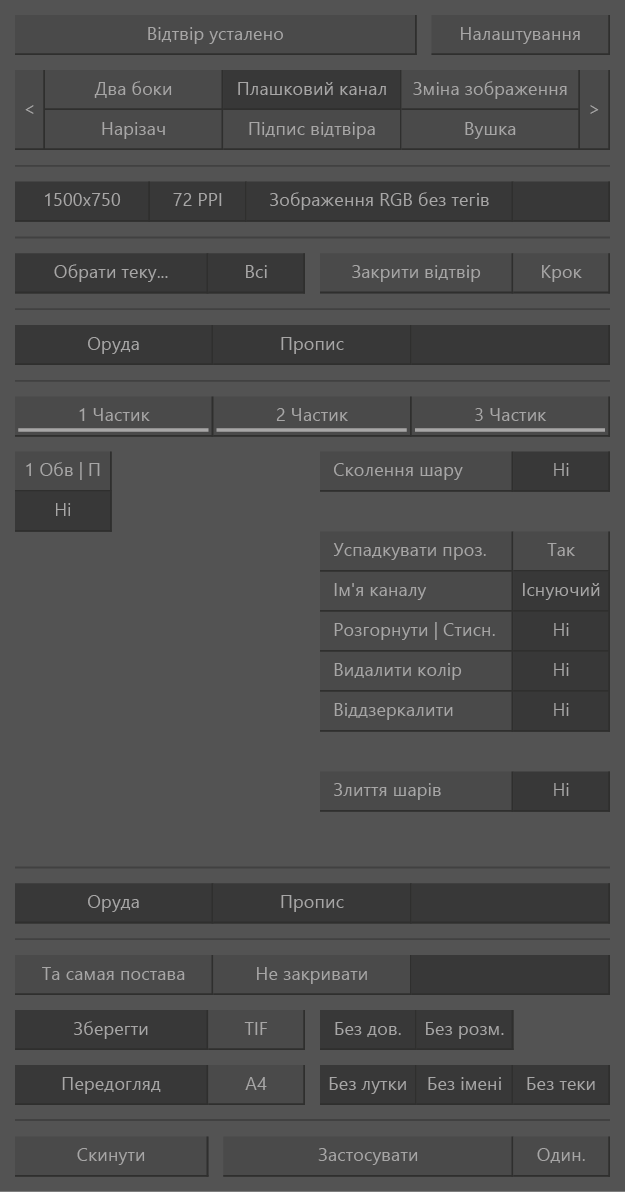 Відтвір усталено Налаштування
< Два боки Плашковий канал Зміна зображення >
Нарізач Підпис відтвіра Вушка
1500x750 72 PPI Зображення RGB без тегів
Обрати теку... Всі Закрити відтвір Крок
Оруда Пропис
1 Частик 2 Частик 3 Частик
1 Обв | П Сколення шару Ні
Ні
Успадкувати проз. Так
Ім'я каналу Існуючий
Розгорнути | Стисн. Ні
Видалити колір Ні
Віддзеркалити Ні
Злиття шарів Ні
Оруда Пропис
Та самая постава Не закривати
Зберегти TIF Без дов. Без розм.
Передогляд A4 Без лутки Без імені Без теки
Скинути Застосувати Один.